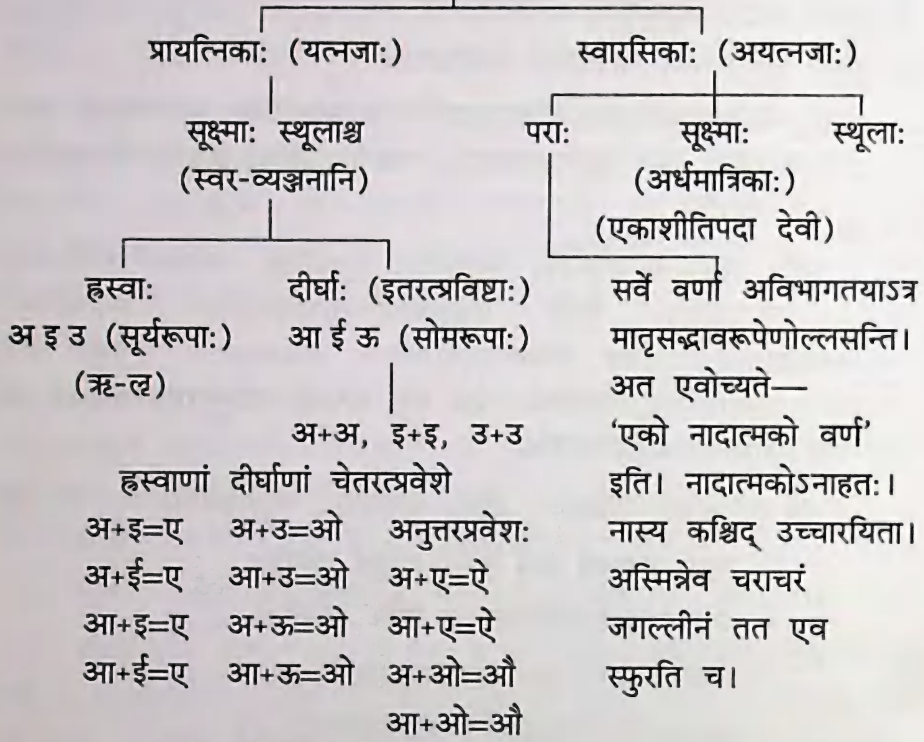 प्रायत्निकाः (यत्नजाः) स्वारसिकाः (अयत्नजाः)
सूक्ष्माः स्थूलाश्च पराः सूक्ष्माः स्थूलाः
(स्वर-व्यञ्जनानि) (अर्धमात्रिकाः)
(एकाशीतिपदा देवी)
ह्रस्वाः दीर्घाः (इतरत्प्रविष्टाः) सर्वे वर्णा अविभागतयाऽत्र
अ इ उ (सूर्यरूपाः) आ ई ऊ (सोमरूपाः) मातृसद्भावरूपेणोल्लसन्ति।
(ऋ-लृ) अत एवोच्यते—
अ+अ, इ+इ, उ+उ 'एको नादात्मको वर्ण'
ह्रस्वाणां दीर्घाणां चेतरत्प्रवेशे इति। नादात्मकोऽनाहतः।
अ+इ=ए अ+उ=ओ अनुत्तरप्रवेशः नास्य कश्चिद् उच्चारयिता।
अ+ई=ए आ+उ=ओ अ+ए=ऐ अस्मिन्नेव चराचरं
आ+इ=ए अ+ऊ=ओ आ+ए=ऐ जगल्लीनं तत एव
आ+ई=ए आ+ऊ=ओ अ+ओ=औ स्फुरति च।
आ+ओ=औ